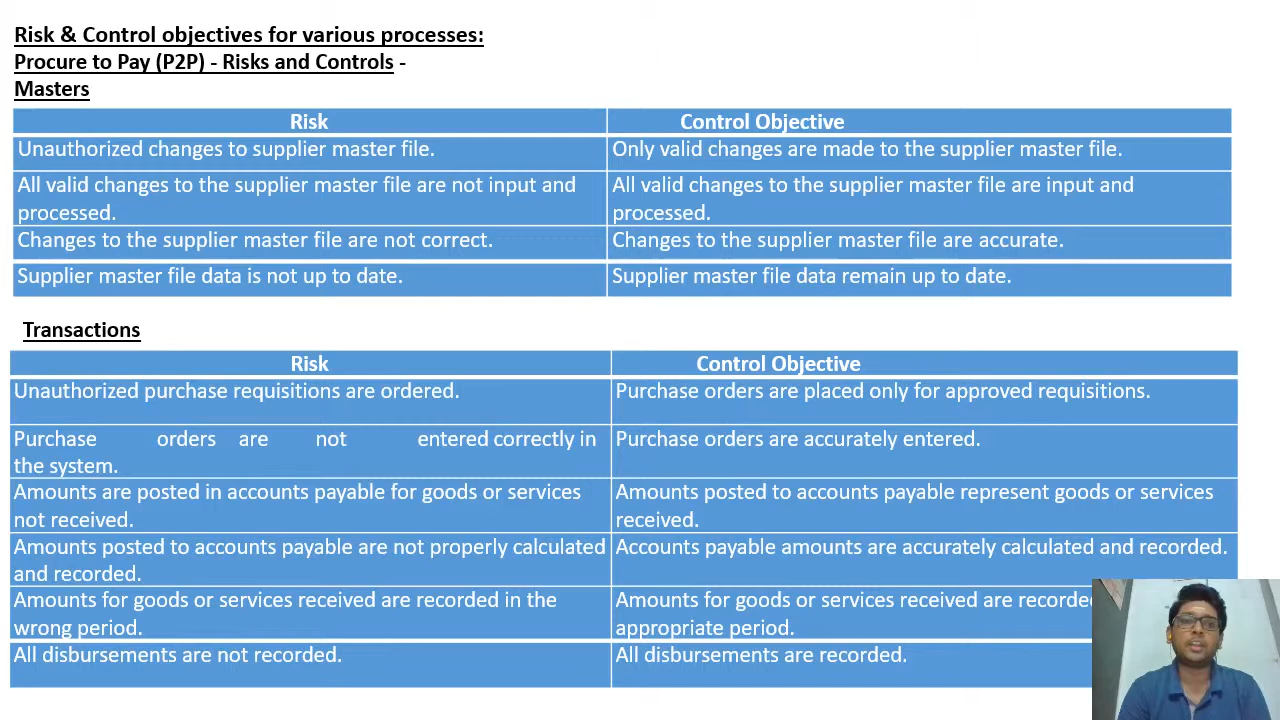 Risk & Control objectives for various processes:
Procure to Pay (P2P) - Risks and Controls -
Masters
Risk
Control Objective
Unauthorized changes to supplier master file.
Only valid changes are made to the supplier master file.
All valid changes to the supplier master file are not input and
processed.
All valid changes to the supplier master file are input and
processed.
Changes to the supplier master file are not correct.
Changes to the supplier master file are accurate.
Supplier master file data is not up to date.
Supplier master file data remain up to date.
Transactions
Risk
Control Objective
Unauthorized purchase requisitions are ordered.
Purchase orders are placed only for approved requisitions.
Purchase orders are not entered correctly in
the system.
Purchase orders are accurately entered.
Amounts are posted in accounts payable for goods or services
not received.
Amounts posted to accounts payable represent goods or services
received.
Amounts posted to accounts payable are not properly calculated
and recorded.
Accounts payable amounts are accurately calculated and recorded.
Amounts for goods or services received are recorded in the
wrong period.
Amounts for goods or services received are
appropriate period.
All disbursements are not recorded.
All disbursements are recorded.